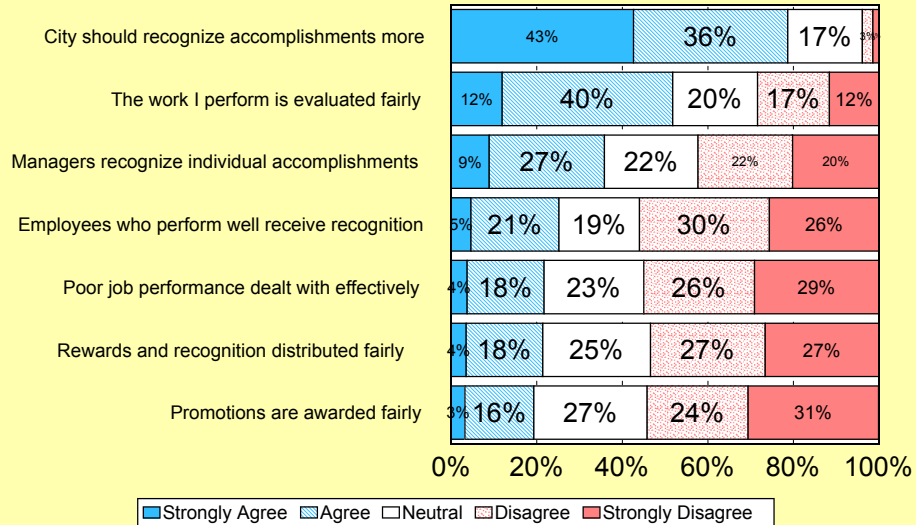 City should recognize accomplishments more 43% 36% 17% 3%
The work I perform is evaluated fairly 12% 40% 20% 17% 12%
Managers recognize individual accomplishments 9% 27% 22% 22% 20%
Employees who perform well receive recognition 5% 21% 19% 30% 26%
Poor job performance dealt with effectively 4% 18% 23% 26% 29%
Rewards and recognition distributed fairly 4% 18% 25% 27% 27%
Promotions are awarded fairly 3% 16% 27% 24% 31%
0% 20% 40% 60% 80% 100%
Strongly Agree Agree Neutral Disagree Strongly Disagree